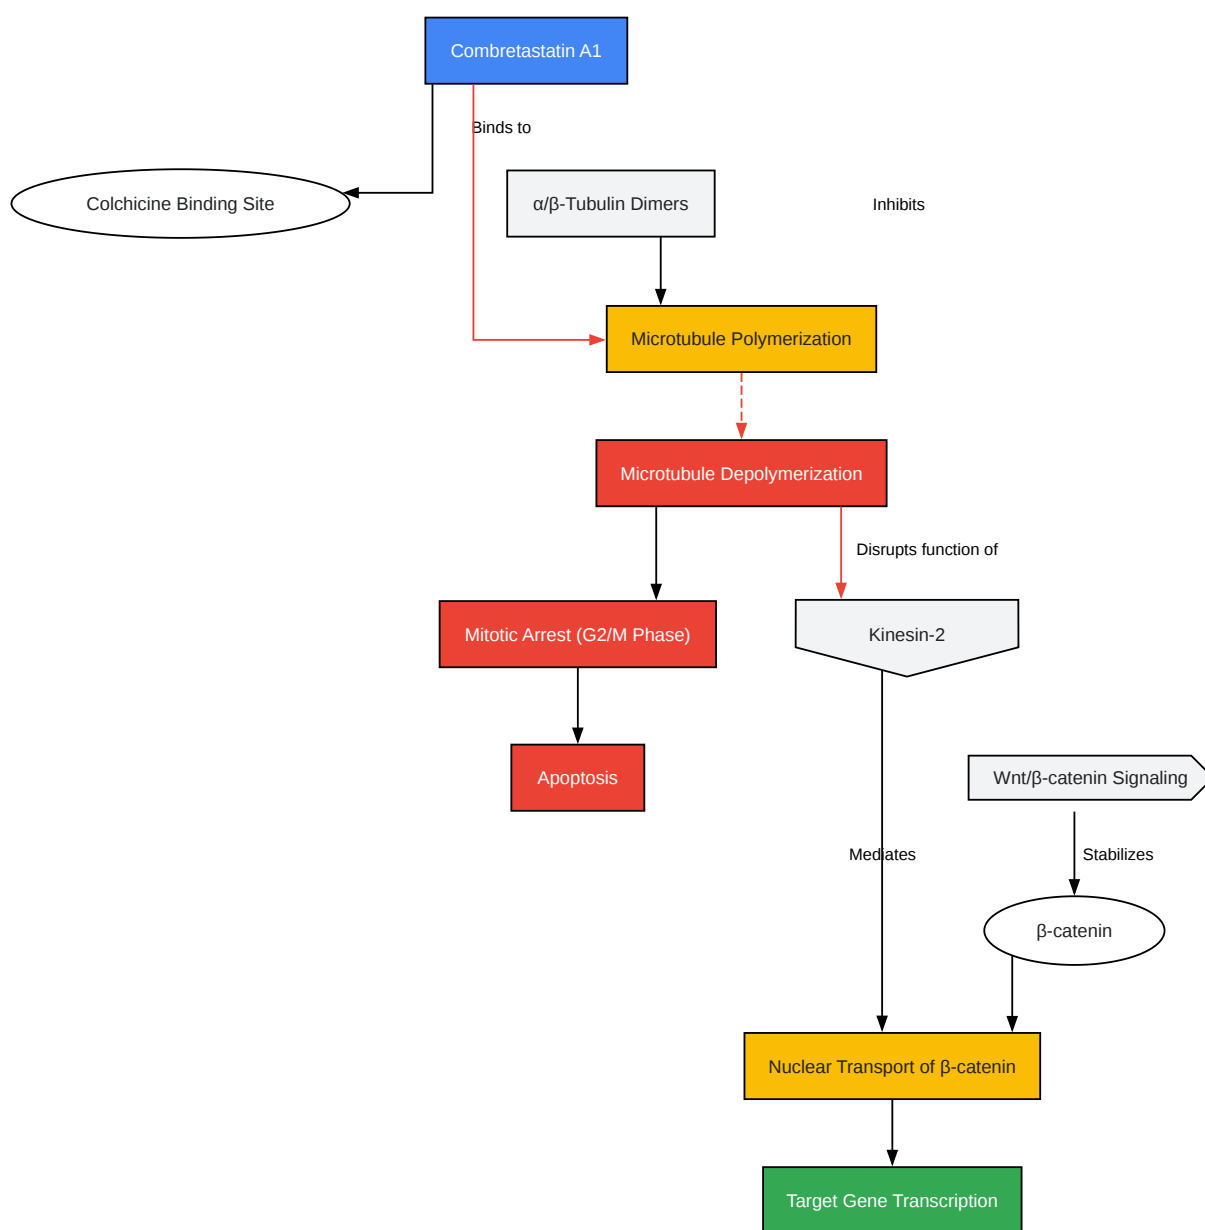 Combretastatin A1
Binds to
Colchicine Binding Site
α/β-Tubulin Dimers
Inhibits
Microtubule Polymerization
Microtubule Depolymerization
Disrupts function of
Mitotic Arrest (G2/M Phase)
Kinesin-2
Apoptosis
Wnt/β-catenin Signaling
Mediates
Stabilizes
β-catenin
Nuclear Transport of β-catenin
Target Gene Transcription